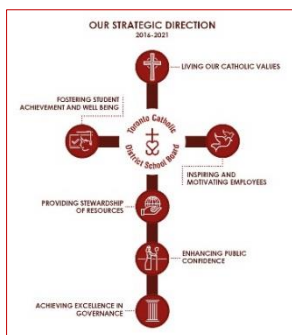 OUR STRATEGIC DIRECTION
2016-2021
LIVING OUR CATHOLIC VALUES
FOSTERING STUDENT
ACHIEVEMENT AND WELL BEING
Toronto Catholic
District School Board
INSPIRING AND
MOTIVATING EMPLOYEES
PROVIDING STEWARDSHIP
OF RESOURCES
ENHANCING PUBLIC
CONFIDENCE
ACHIEVING EXCELLENCE IN
GOVERNANCE